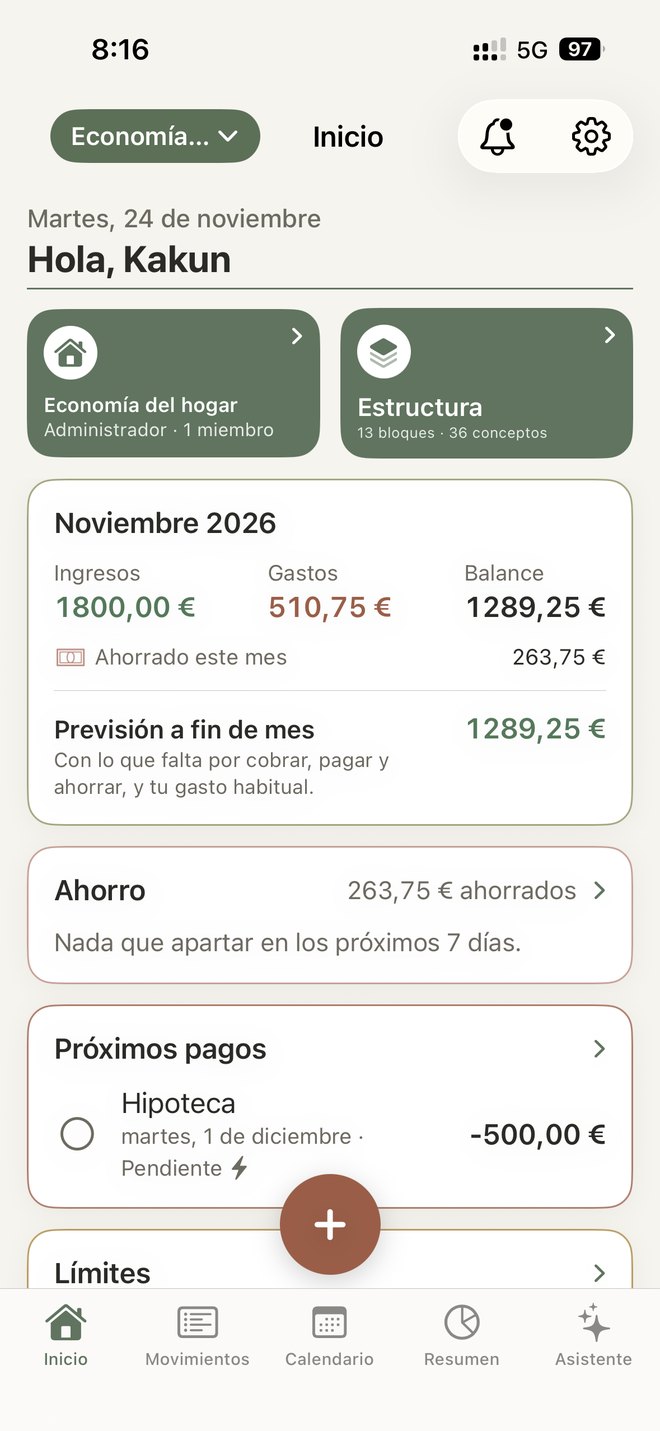 8:16
5G
97
Economía...
Inicio
Martes, 24 de noviembre
Hola, Kakun
Economía del hogar
Administrador · 1 miembro
Estructura
13 bloques · 36 conceptos
Noviembre 2026
Ingresos
Gastos
Balance
1800,00 €
510,75 €
1289,25 €
Ahorrado este mes
263,75 €
Previsión a fin de mes
1289,25 €
Con lo que falta por cobrar, pagar y
ahorrar, y tu gasto habitual.
Ahorro
263,75 € ahorrados
Nada que apartar en los próximos 7 días.
Próximos pagos
Hipoteca
martes, 1 de diciembre ·
Pendiente
-500,00 €
Límites
Inicio
Movimientos
Calendario
Resumen
Asistente